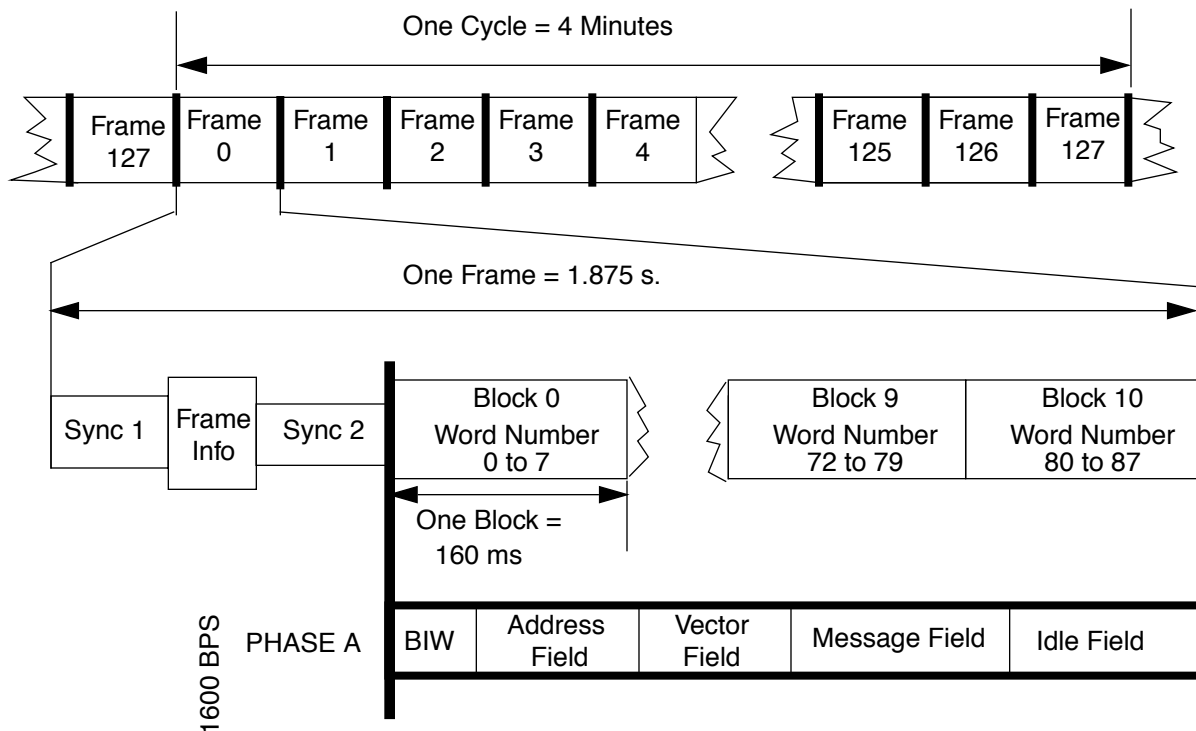 One Cycle = 4 Minutes
Frame
127
Frame
0
Frame
1
Frame
2
Frame
3
Frame
4
Frame
125
Frame
126
Frame
127
One Frame = 1.875 s.
Sync 1
Frame
Info
Sync 2
Block 0
Word Number
0 to 7
Block 9
Word Number
72 to 79
Block 10
Word Number
80 to 87
One Block =
160 ms
1600 BPS
PHASE A
BIW
Address
Field
Vector
Field
Message Field
Idle Field